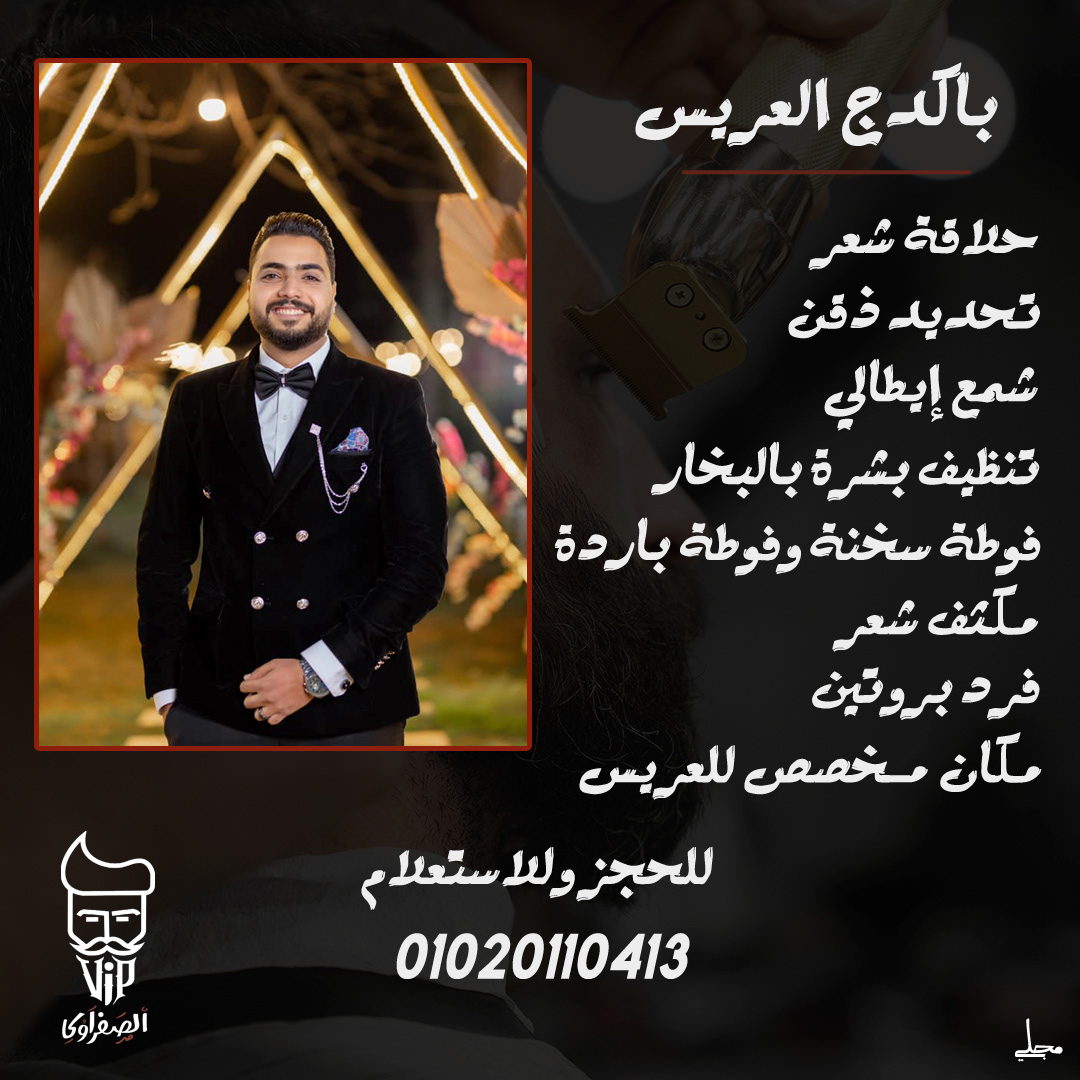 باكدج العريس
حلاقة شعر
تحديد ذقن
شمع إيطالي
تنظيف بشرة بالبخار
فوطة سخنة وفوطة باردة
مكثف شعر
فرد بروتين
مكان مخصص للعريس
للحجز وللاستعلام
01020110413
ViP
الصفراوي
مجلي